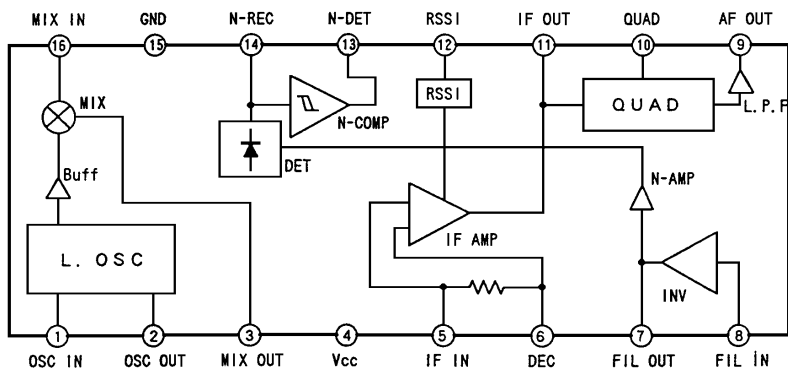 MIX IN GND N-REC N-DET RSSI IF OUT QUAD AF OUT
16 15 14 13 12 11 10 9
MIX
N-COMP
RSSI
QUAD
L.P.F
DET
Buff
N-AMP
IF AMP
L. OSC
INV
1 2 3 4 5 6 7 8
OSC IN OSC OUT MIX OUT Vcc IF IN DEC FIL OUT FIL IN